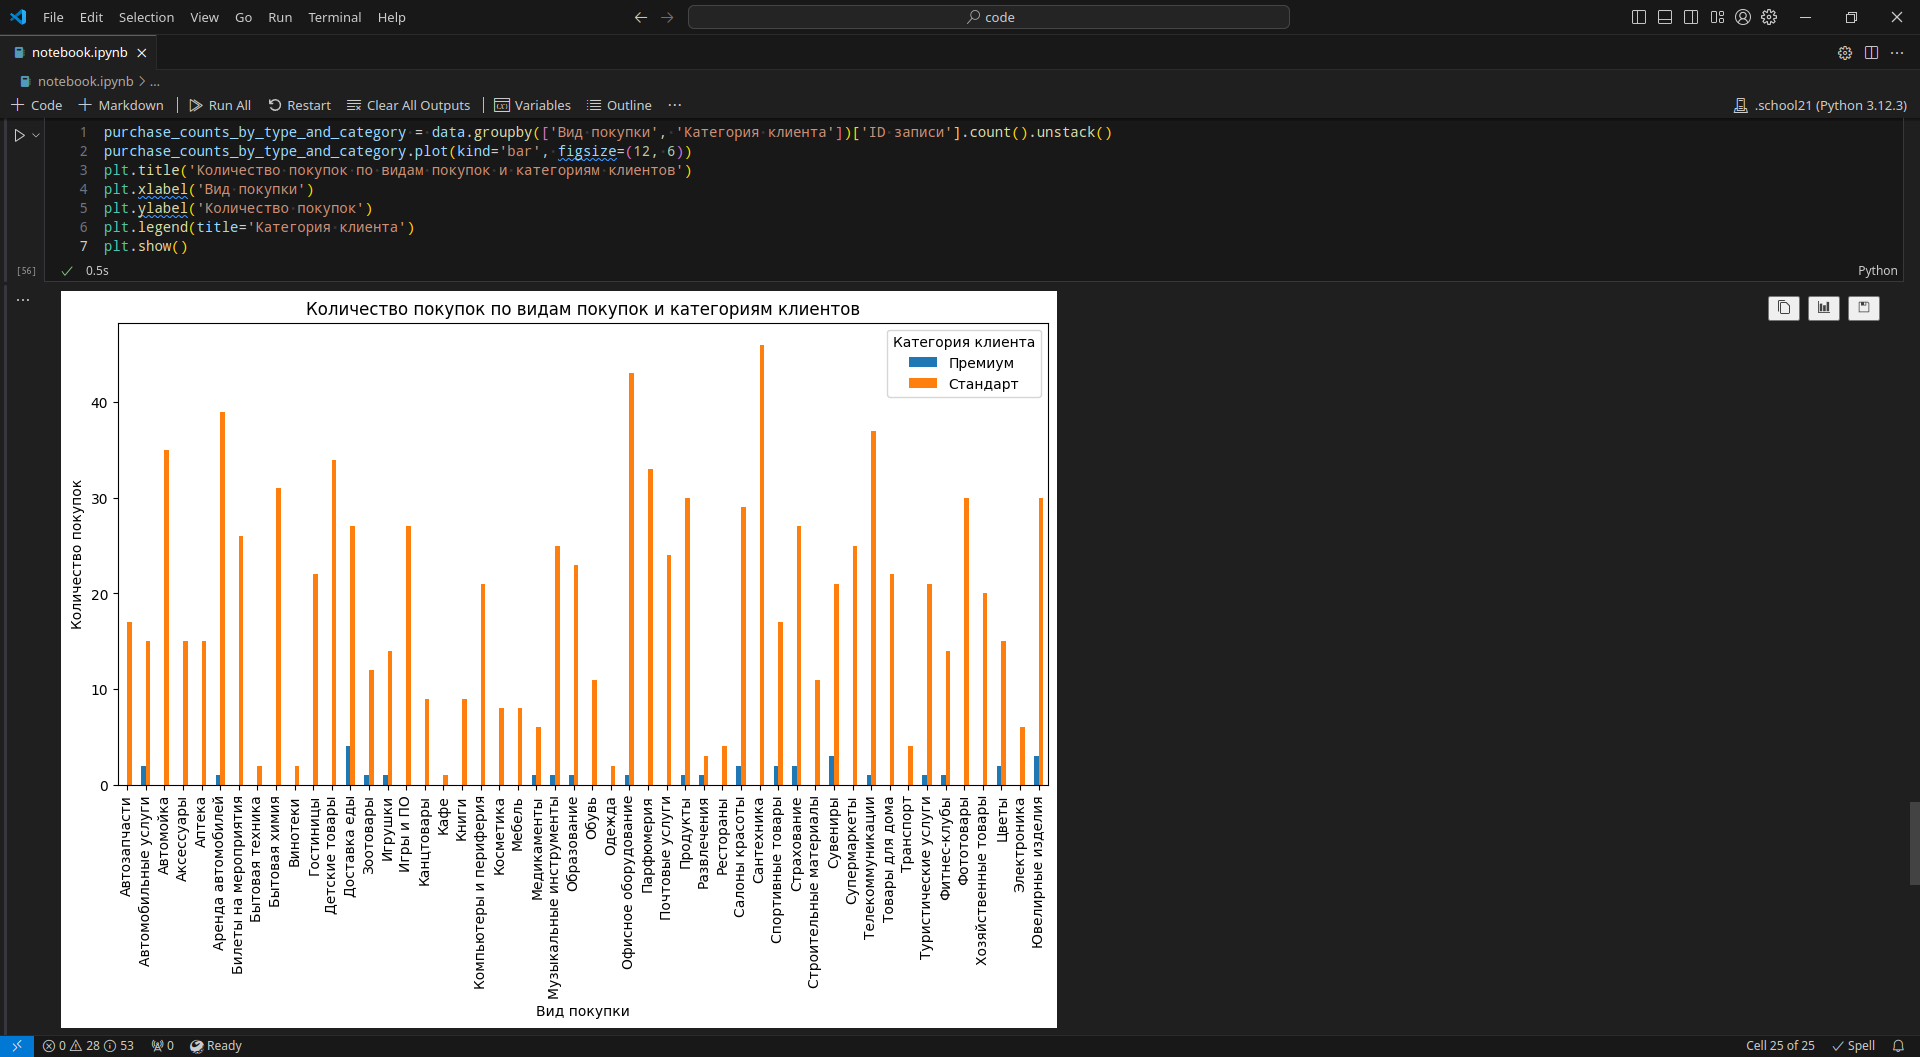 File Edit Selection View Go Run Terminal Help
code
notebook.ipynb
notebook.ipynb > ...
Code Markdown Run All Restart Clear All Outputs Variables Outline ...
.school21 (Python 3.12.3)
1 purchase_counts_by_type_and_category = data.groupby(['Вид покупки', 'Категория клиента'])['ID записи'].count().unstack()
2 purchase_counts_by_type_and_category.plot(kind='bar', figsize=(12, 6))
3 plt.title('Количество покупок по видам покупок и категориям клиентов')
4 plt.xlabel('Вид покупки')
5 plt.ylabel('Количество покупок')
6 plt.legend(title='Категория клиента')
7 plt.show()
[56] 0.5s Python
...
Количество покупок по видам покупок и категориям клиентов
Категория клиента
Премиум
Стандарт
Количество покупок
40
30
20
10
0
Автозапчасти
Автомобильные услуги
Автомойка
Аксессуары
Аптека
Аренда автомобилей
Билеты на мероприятия
Бытовая техника
Бытовая химия
Винотеки
Гостиницы
Детские товары
Доставка еды
Зоотовары
Игрушки
Игры и ПО
Канцтовары
Кафе
Книги
Компьютеры и периферия
Косметика
Мебель
Медикаменты
Музыкальные инструменты
Образование
Обувь
Одежда
Офисное оборудование
Парфюмерия
Почтовые услуги
Продукты
Развлечения
Рестораны
Салоны красоты
Сантехника
Спортивные товары
Страхование
Строительные материалы
Сувениры
Супермаркеты
Телекоммуникации
Товары для дома
Транспорт
Туристические услуги
Фитнес-клубы
Фототовары
Хозяйственные товары
Цветы
Электроника
Ювелирные изделия
Вид покупки
0 28 53 0 Ready Cell 25 of 25 Spell